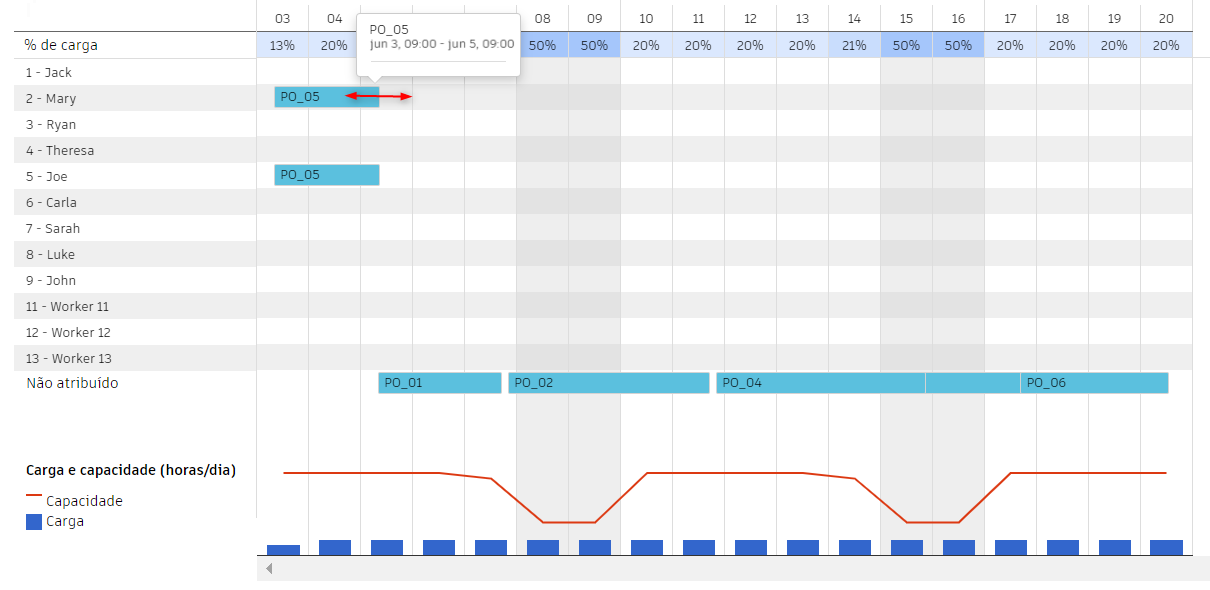 03 04 08 09 10 11 12 13 14 15 16 17 18 19 20
PO_05
jun 3, 09:00 - jun 5, 09:00
% de carga 13% 20% 50% 50% 20% 20% 20% 20% 21% 50% 50% 20% 20% 20% 20%
1 - Jack
2 - Mary PO_05
3 - Ryan
4 - Theresa
5 - Joe PO_05
6 - Carla
7 - Sarah
8 - Luke
9 - John
11 - Worker 11
12 - Worker 12
13 - Worker 13
Não atribuído PO_01 PO_02 PO_04 PO_06
Carga e capacidade (horas/dia)
Capacidade
Carga